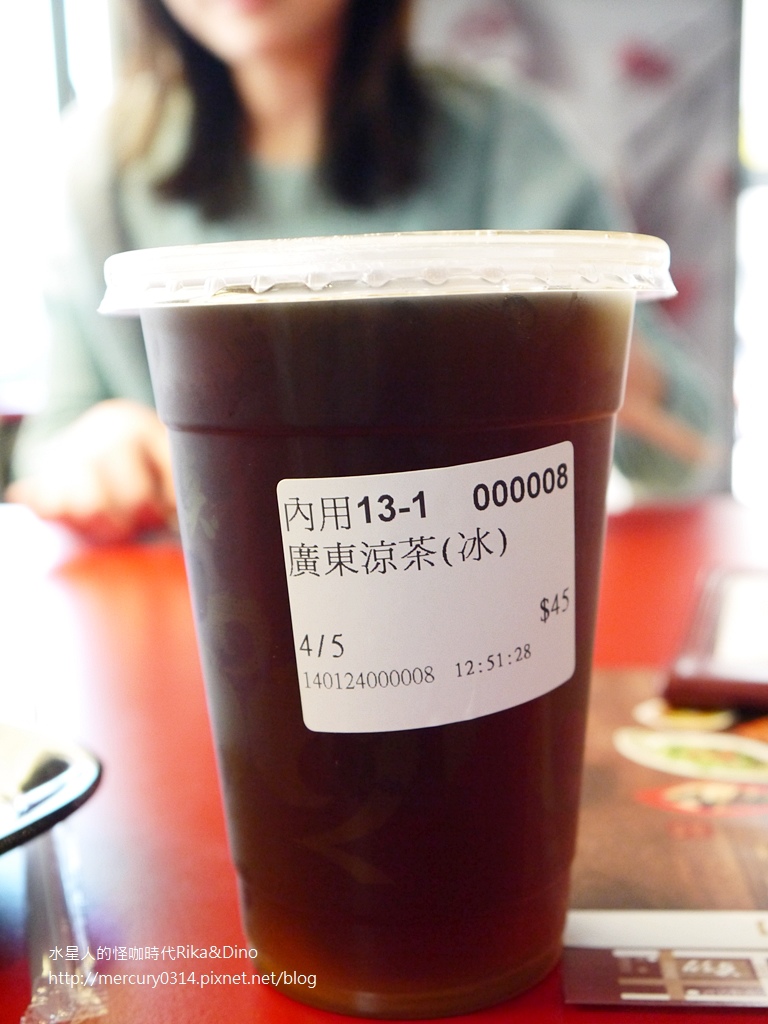 內用13-1 000008
廣東涼茶(冰)
$45
4/5
140124000008 12:51:28
水星人的怪咖時代Rika&Dino
http://mercury0314.pixnet.net/blog